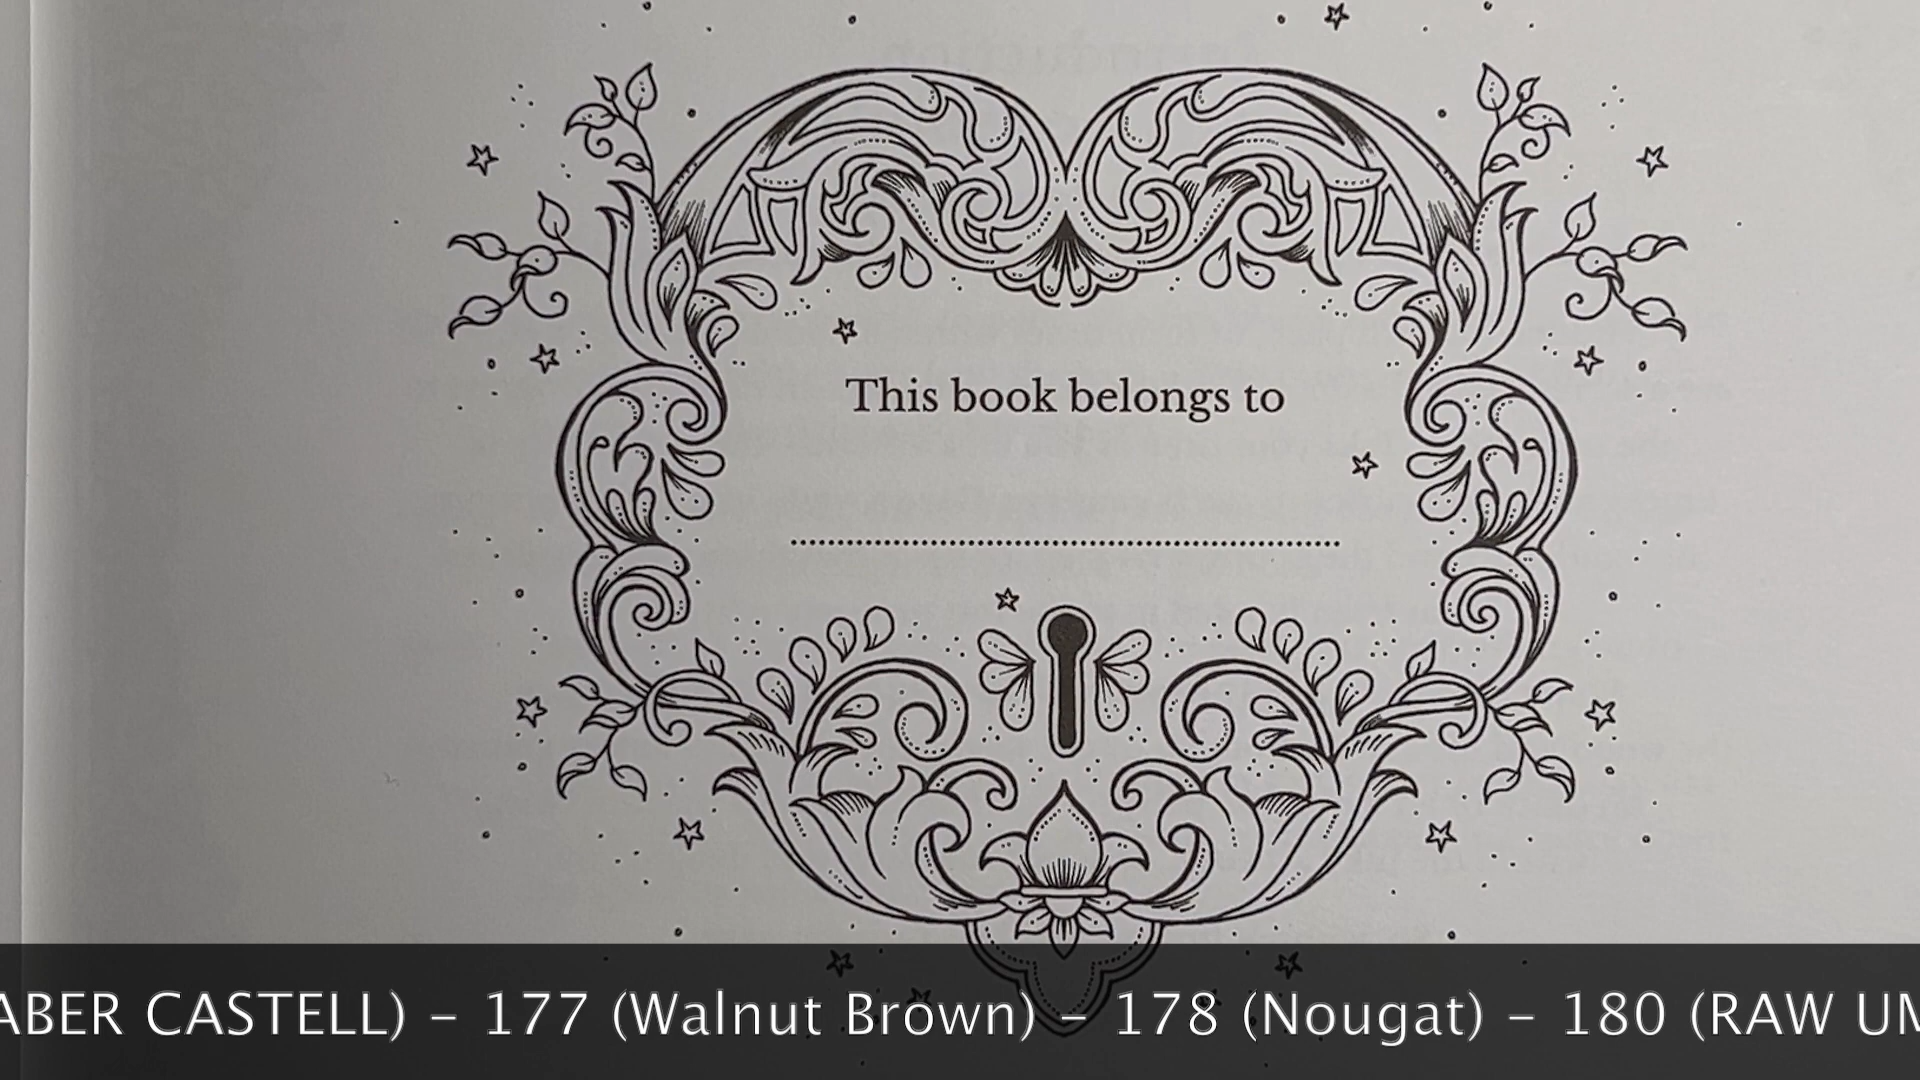 This book belongs to
ABER CASTELL) – 177 (Walnut Brown) – 178 (Nougat) – 180 (RAW UM